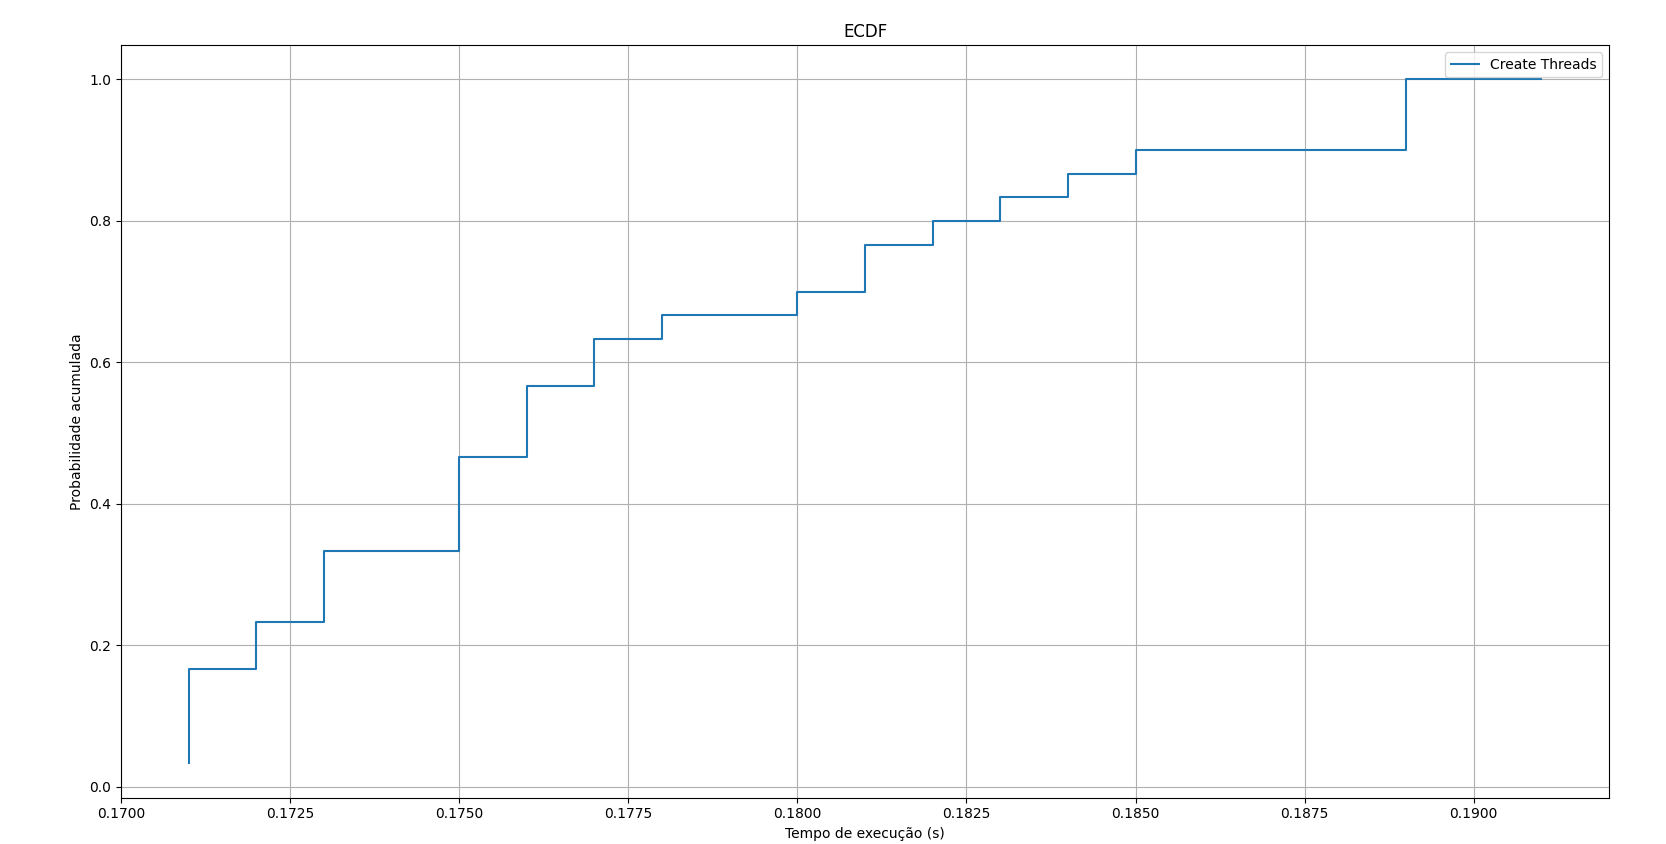 ECDF
Create Threads
1.0
0.8
0.6
0.4
0.2
0.0
Probabilidade acumulada
0.1700 0.1725 0.1750 0.1775 0.1800 0.1825 0.1850 0.1875 0.1900
Tempo de execução (s)